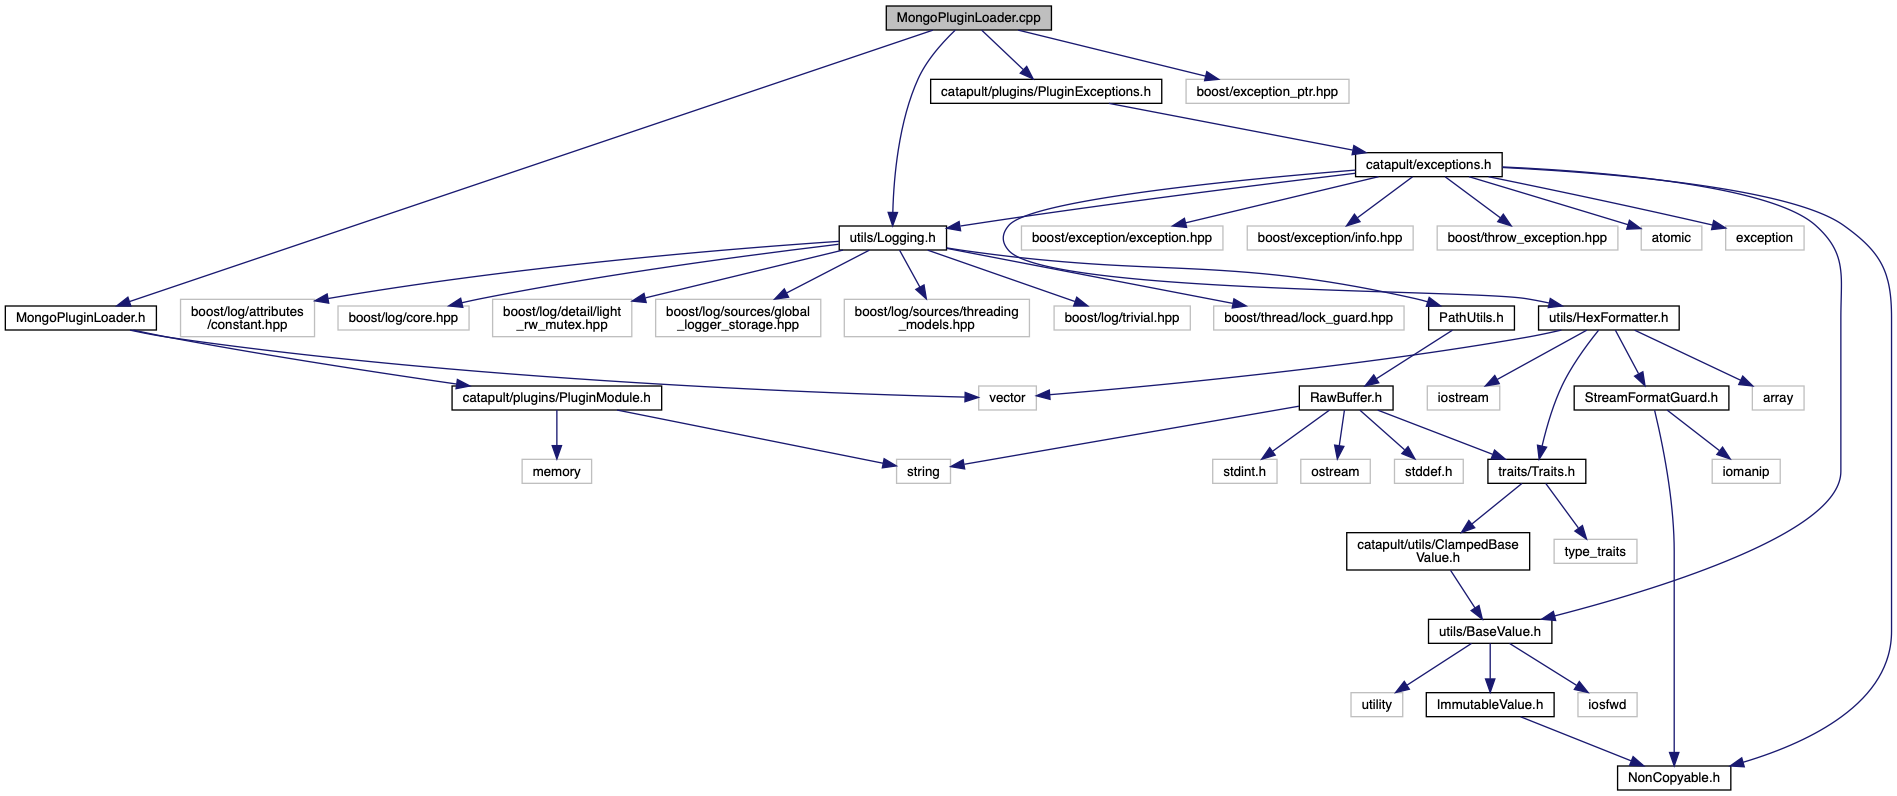 MongoPluginLoader.cpp
catapult/plugins/PluginExceptions.h
boost/exception_ptr.hpp
catapult/exceptions.h
utils/Logging.h
boost/exception/exception.hpp
boost/exception/info.hpp
boost/throw_exception.hpp
atomic
exception
MongoPluginLoader.h
boost/log/attributes
/constant.hpp
boost/log/core.hpp
boost/log/detail/light
_rw_mutex.hpp
boost/log/sources/global
_logger_storage.hpp
boost/log/sources/threading
_models.hpp
boost/log/trivial.hpp
boost/thread/lock_guard.hpp
PathUtils.h
utils/HexFormatter.h
catapult/plugins/PluginModule.h
vector
RawBuffer.h
iostream
StreamFormatGuard.h
array
memory
string
stdint.h
ostream
stddef.h
traits/Traits.h
iomanip
catapult/utils/ClampedBase
Value.h
type_traits
utils/BaseValue.h
utility
ImmutableValue.h
iosfwd
NonCopyable.h